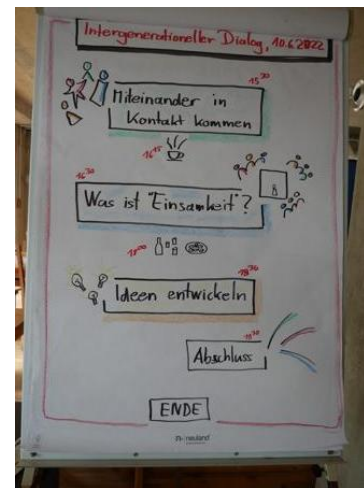 Intergenerationeller Dialog, 10.6.2022
15³⁰
Miteinander in
Kontakt kommen
16¹⁵
16³⁰
Was ist "Einsamkeit"?
18⁰⁰
18³⁰
Ideen entwickeln
Abschluss
ENDE
neuland